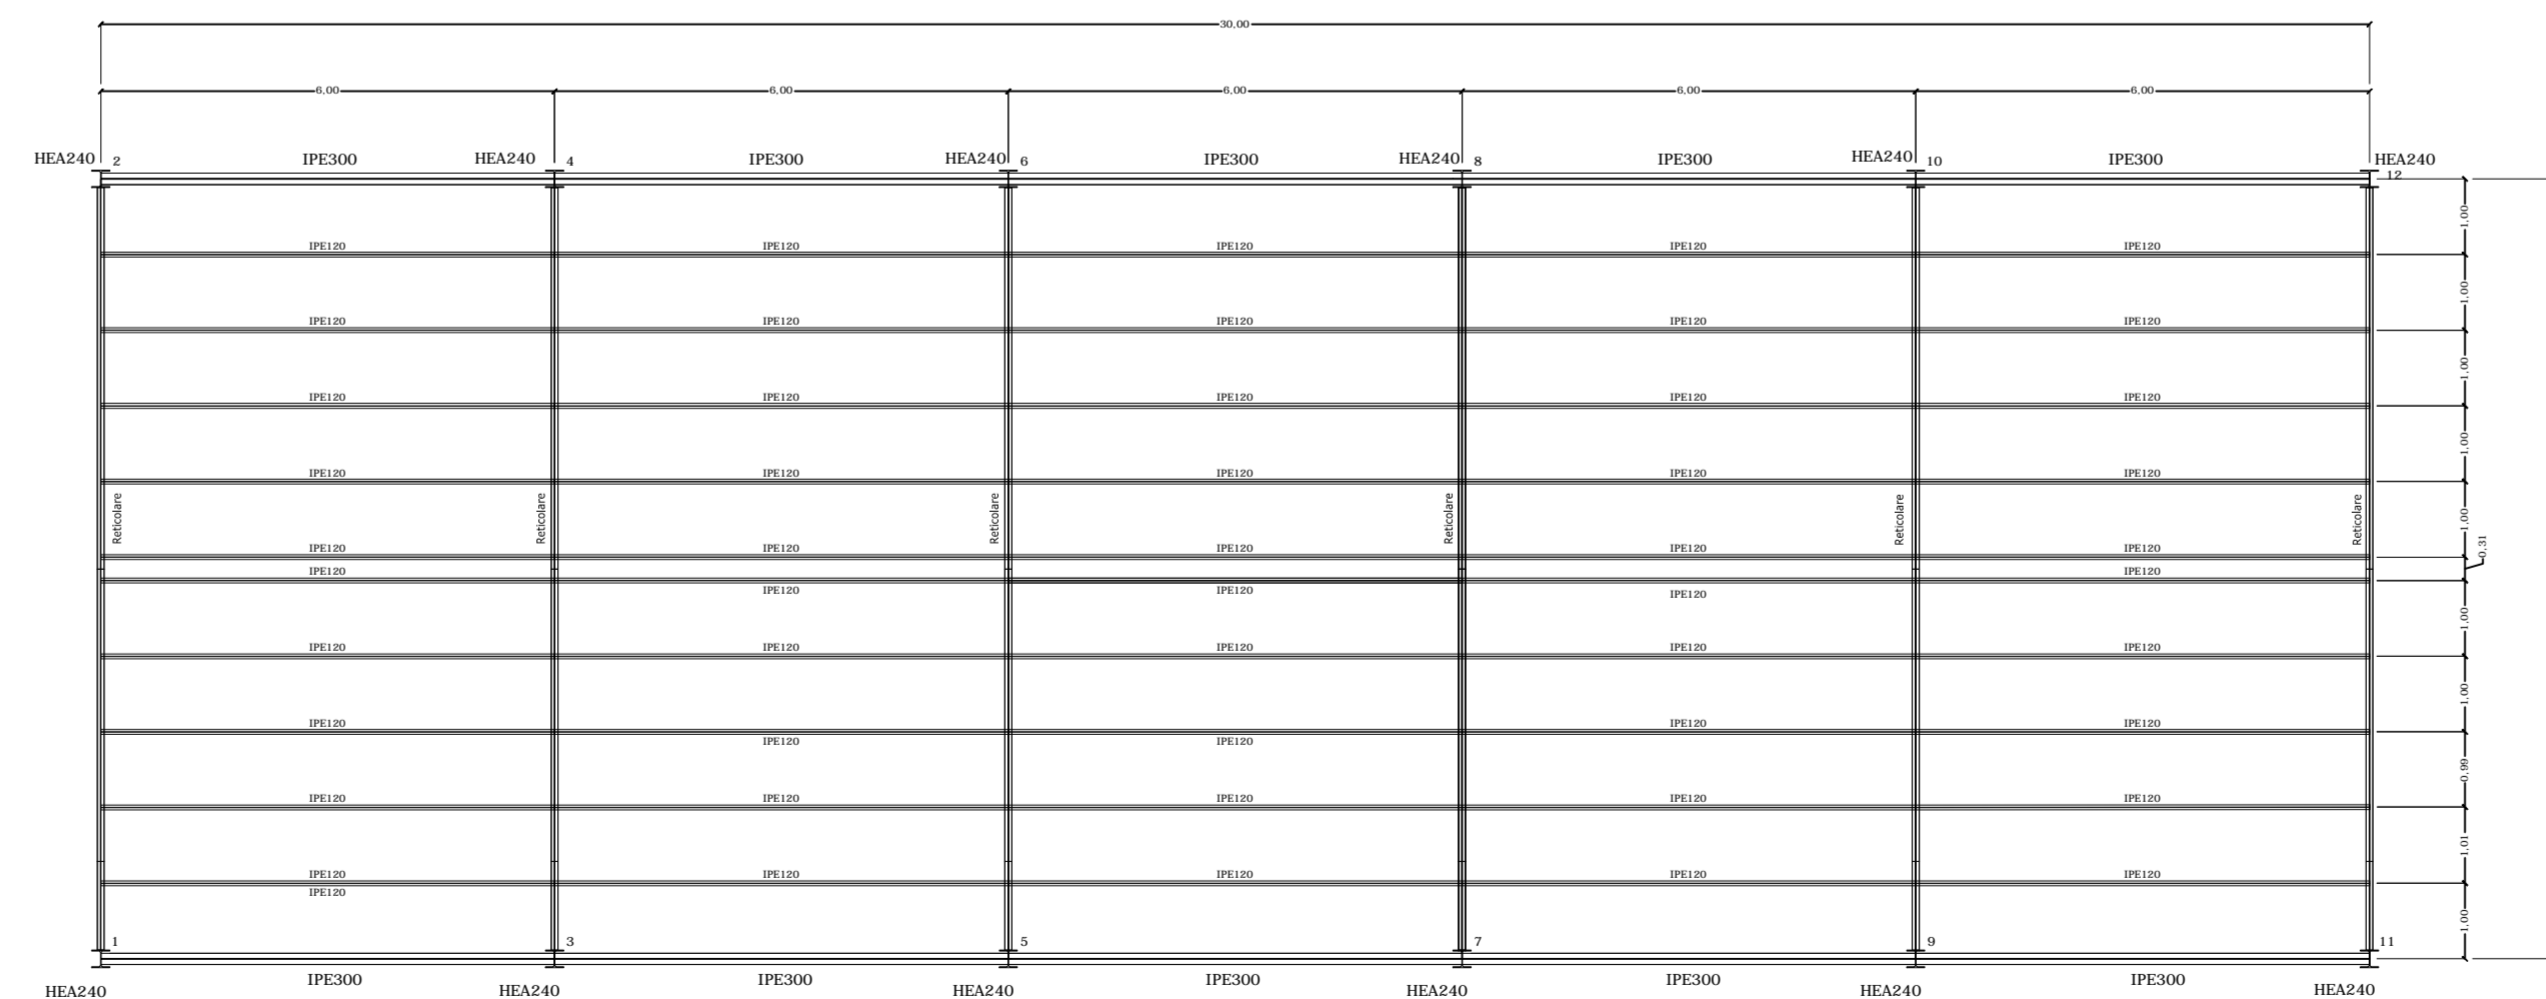 30,00
6,00 6,00 6,00 6,00 6,00
HEA240 2 IPE300 HEA240 4 IPE300 HEA240 6 IPE300 HEA240 8 IPE300 HEA240 10 IPE300 HEA240
12
1,00
IPE120 IPE120 IPE120 IPE120 IPE120
1,00
IPE120 IPE120 IPE120 IPE120 IPE120
1,00
IPE120 IPE120 IPE120 IPE120 IPE120
1,00
IPE120 IPE120 IPE120 IPE120 IPE120
Reticolare Reticolare Reticolare Reticolare Reticolare Reticolare 1,00
0,31
IPE120 IPE120 IPE120 IPE120 IPE120
IPE120 IPE120
IPE120 IPE120 IPE120
1,00
IPE120 IPE120 IPE120 IPE120 IPE120
1,00
IPE120 IPE120 IPE120
IPE120 IPE120
0,99
IPE120 IPE120 IPE120 IPE120 IPE120
1,01
IPE120 IPE120 IPE120 IPE120 IPE120
IPE120
1,00
1 3 5 7 9 11
IPE300 IPE300 IPE300 IPE300 IPE300
HEA240 HEA240 HEA240 HEA240 HEA240 HEA240